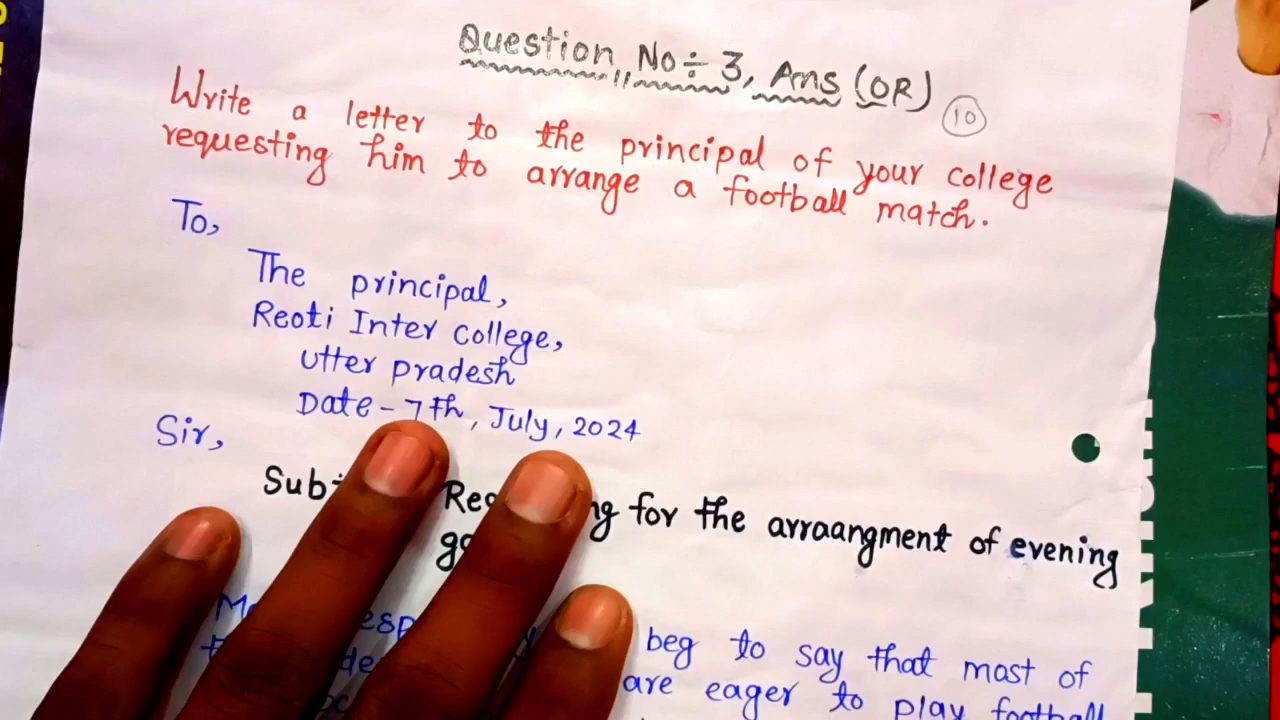 Question No÷ 3, Ans (OR)
10
Write a letter to the principal of your college
requesting him to arrange a football match.
To,
The principal,
Reoti Inter college,
Utter pradesh
Date - 7th, July, 2024
Sir,
for the arraangment of evening
beg to say that most of
are eager to play football